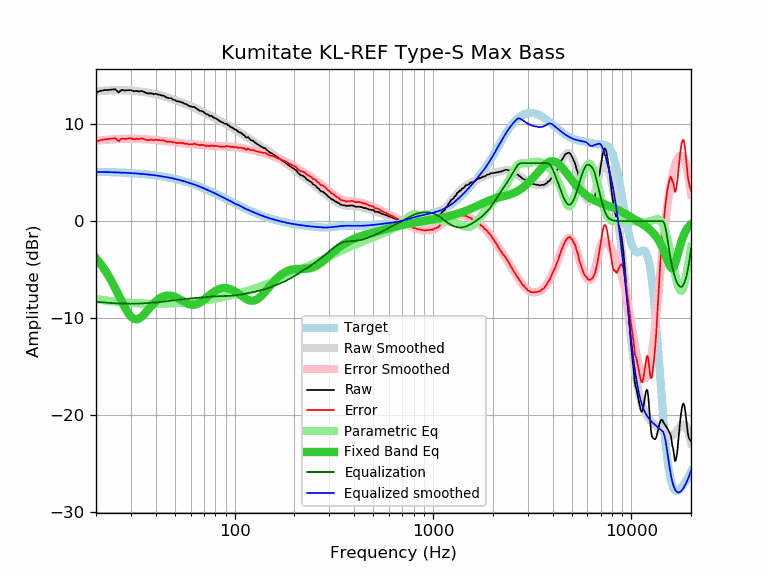 Kumitate KL-REF Type-S Max Bass
Amplitude (dBr)
10
0
−10
−20
−30
Target
Raw Smoothed
Error Smoothed
Raw
Error
Parametric Eq
Fixed Band Eq
Equalization
Equalized smoothed
100
1000
10000
Frequency (Hz)